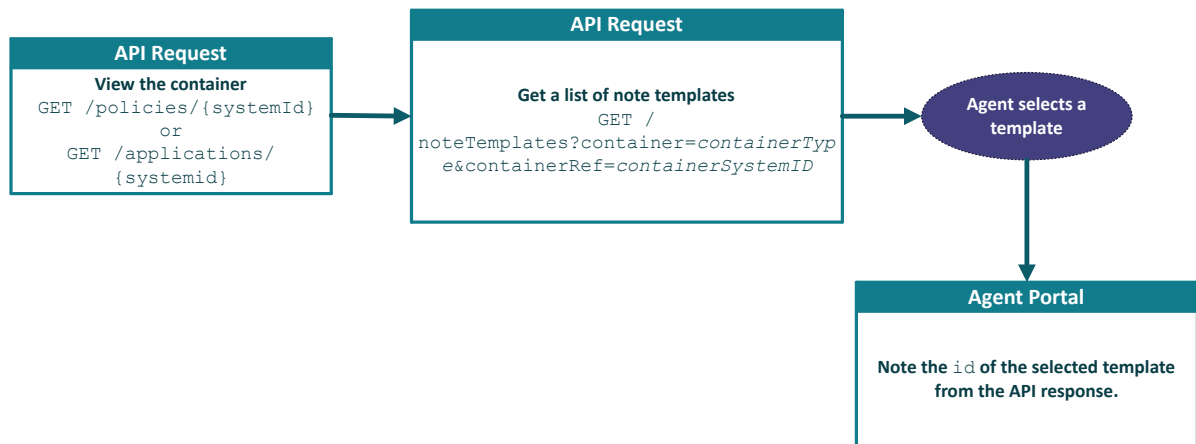 API Request
View the container
GET /policies/{systemId}
or
GET /applications/
{systemid}
API Request
Get a list of note templates
GET /
noteTemplates?container=containerTyp
e&containerRef=containerSystemID
Agent selects a
template
Agent Portal
Note the id of the selected template
from the API response.